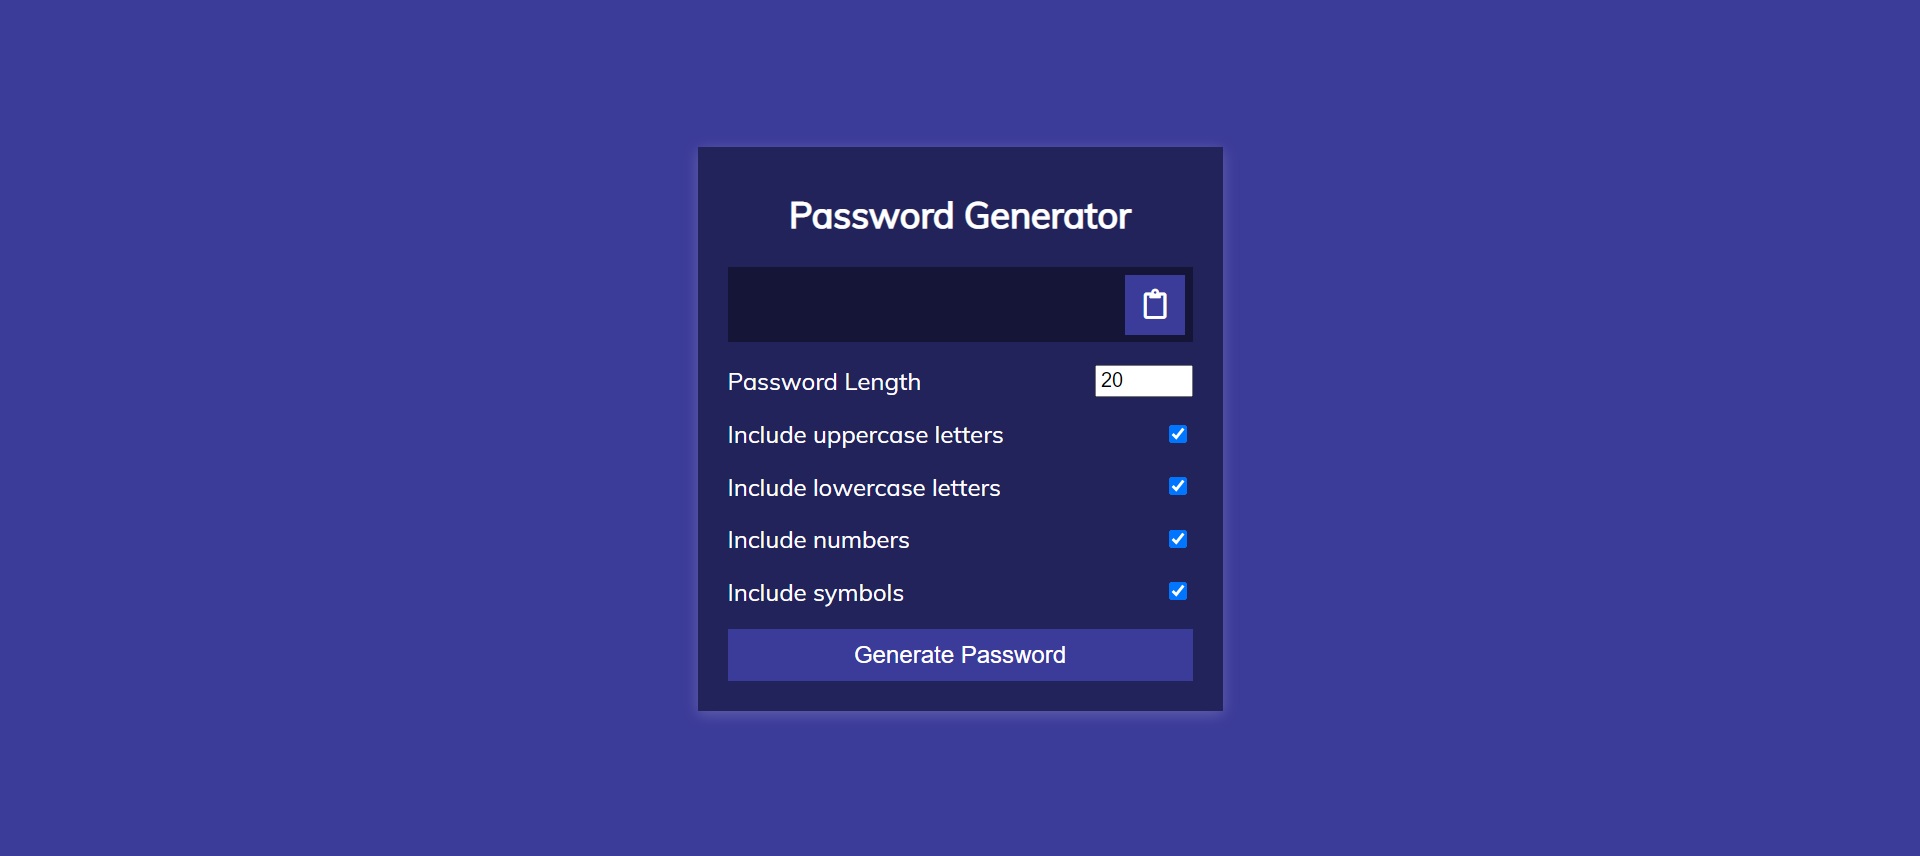 Password Generator
Password Length 20
Include uppercase letters
Include lowercase letters
Include numbers
Include symbols
Generate Password